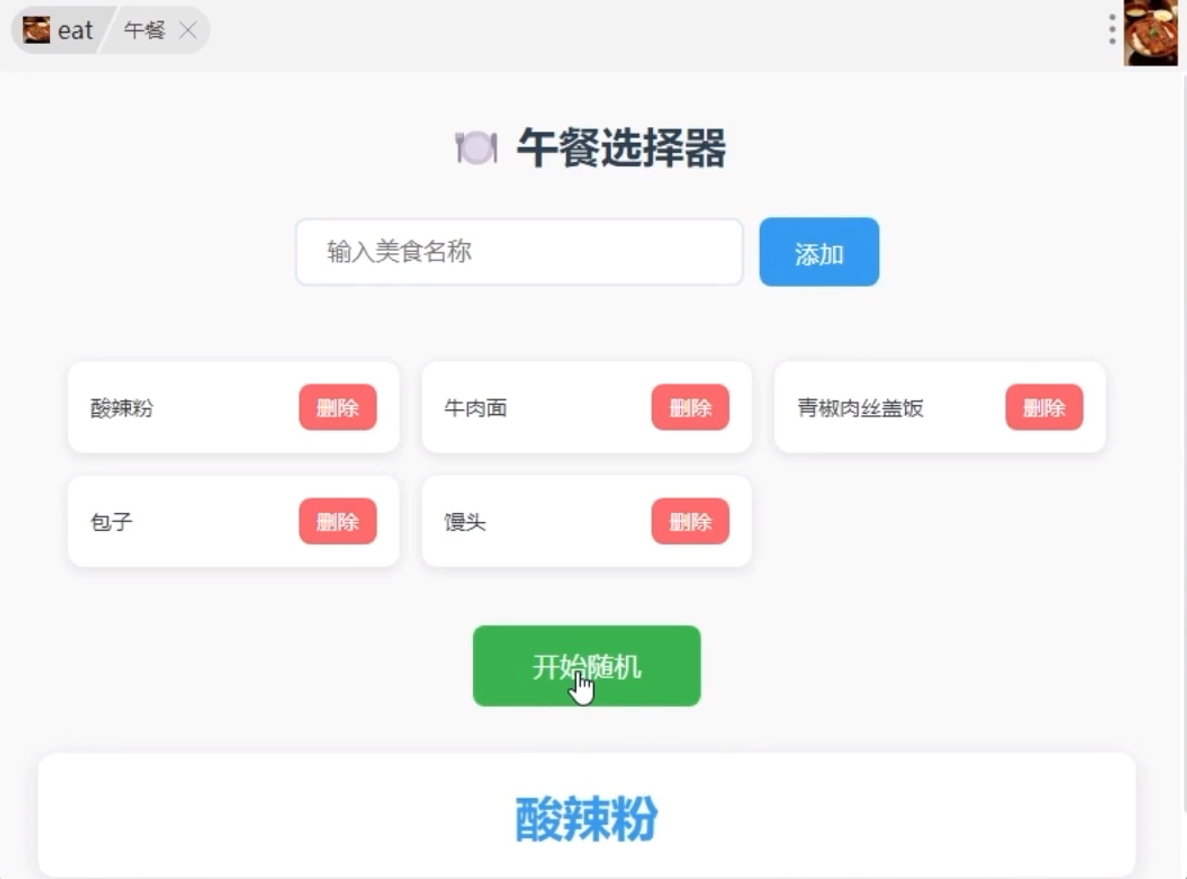 eat 午餐
午餐选择器
输入美食名称 添加
酸辣粉 删除 牛肉面 删除 青椒肉丝盖饭 删除
包子 删除 馒头 删除
开始随机
酸辣粉